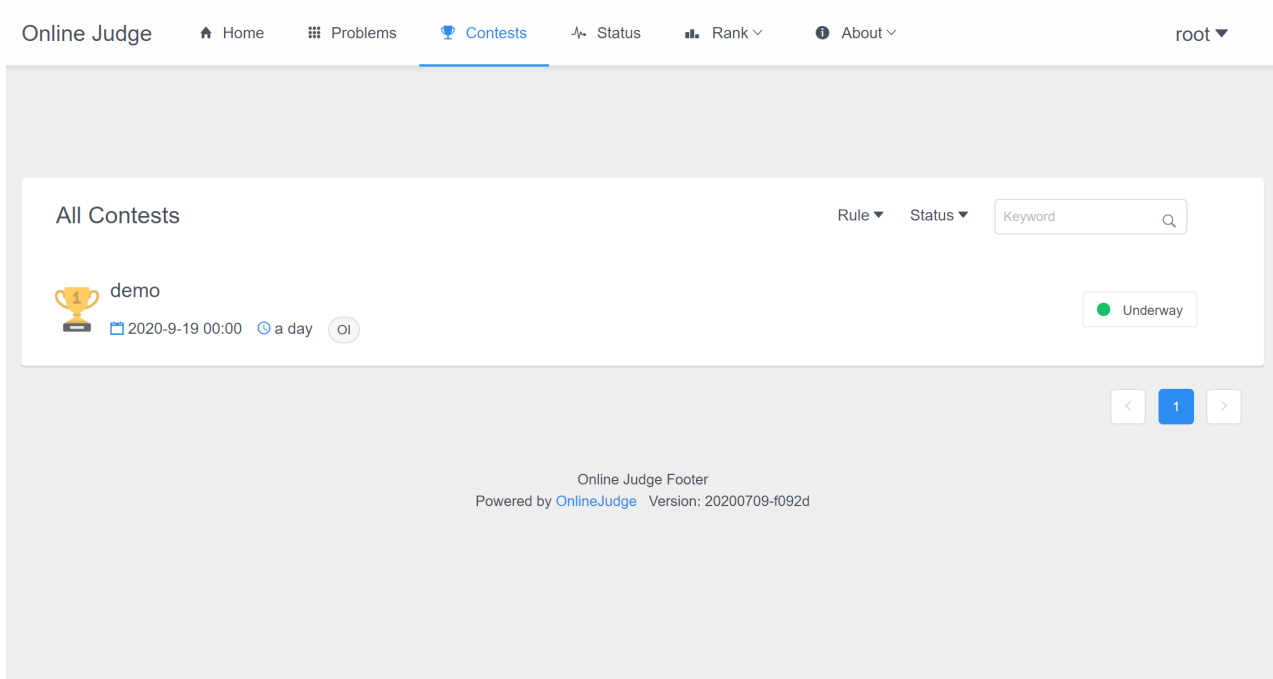 Online Judge Home Problems Contests Status Rank About root
All Contests Rule Status Keyword
1
demo
2020-9-19 00:00 a day OI
Underway
1
Online Judge Footer
Powered by OnlineJudge Version: 20200709-f092d